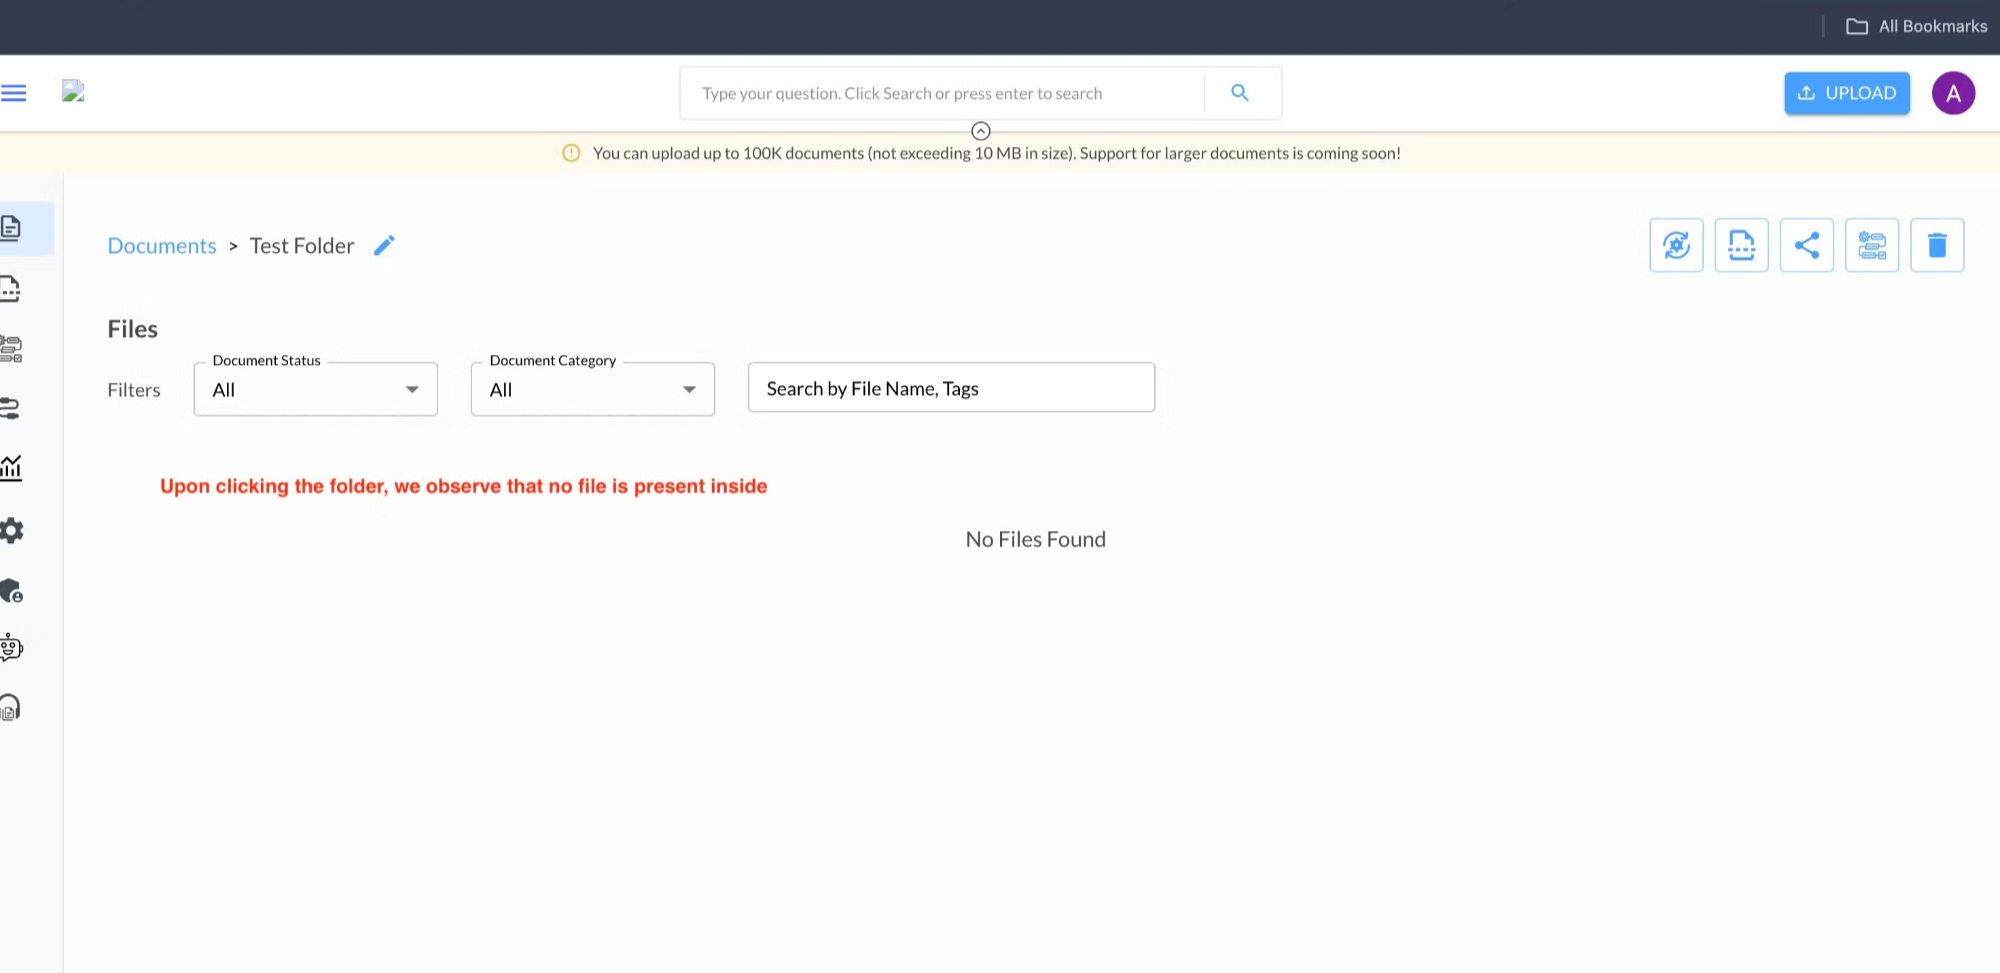 All Bookmarks
Type your question. Click Search or press enter to search
UPLOAD
A
You can upload up to 100K documents (not exceeding 10 MB in size). Support for larger documents is coming soon!
Documents > Test Folder
Files
Filters
Document Status
All
Document Category
All
Search by File Name, Tags
Upon clicking the folder, we observe that no file is present inside
No Files Found